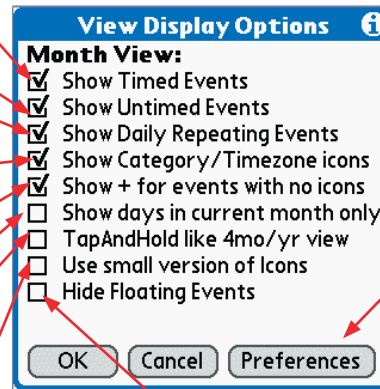 View Display Options i
Month View:
Show Timed Events
Show Untimed Events
Show Daily Repeating Events
Show Category/Timezone icons
Show + for events with no icons
Show days in current month only
TapAndHold like 4mo/yr view
Use small version of Icons
Hide Floating Events
OK Cancel Preferences